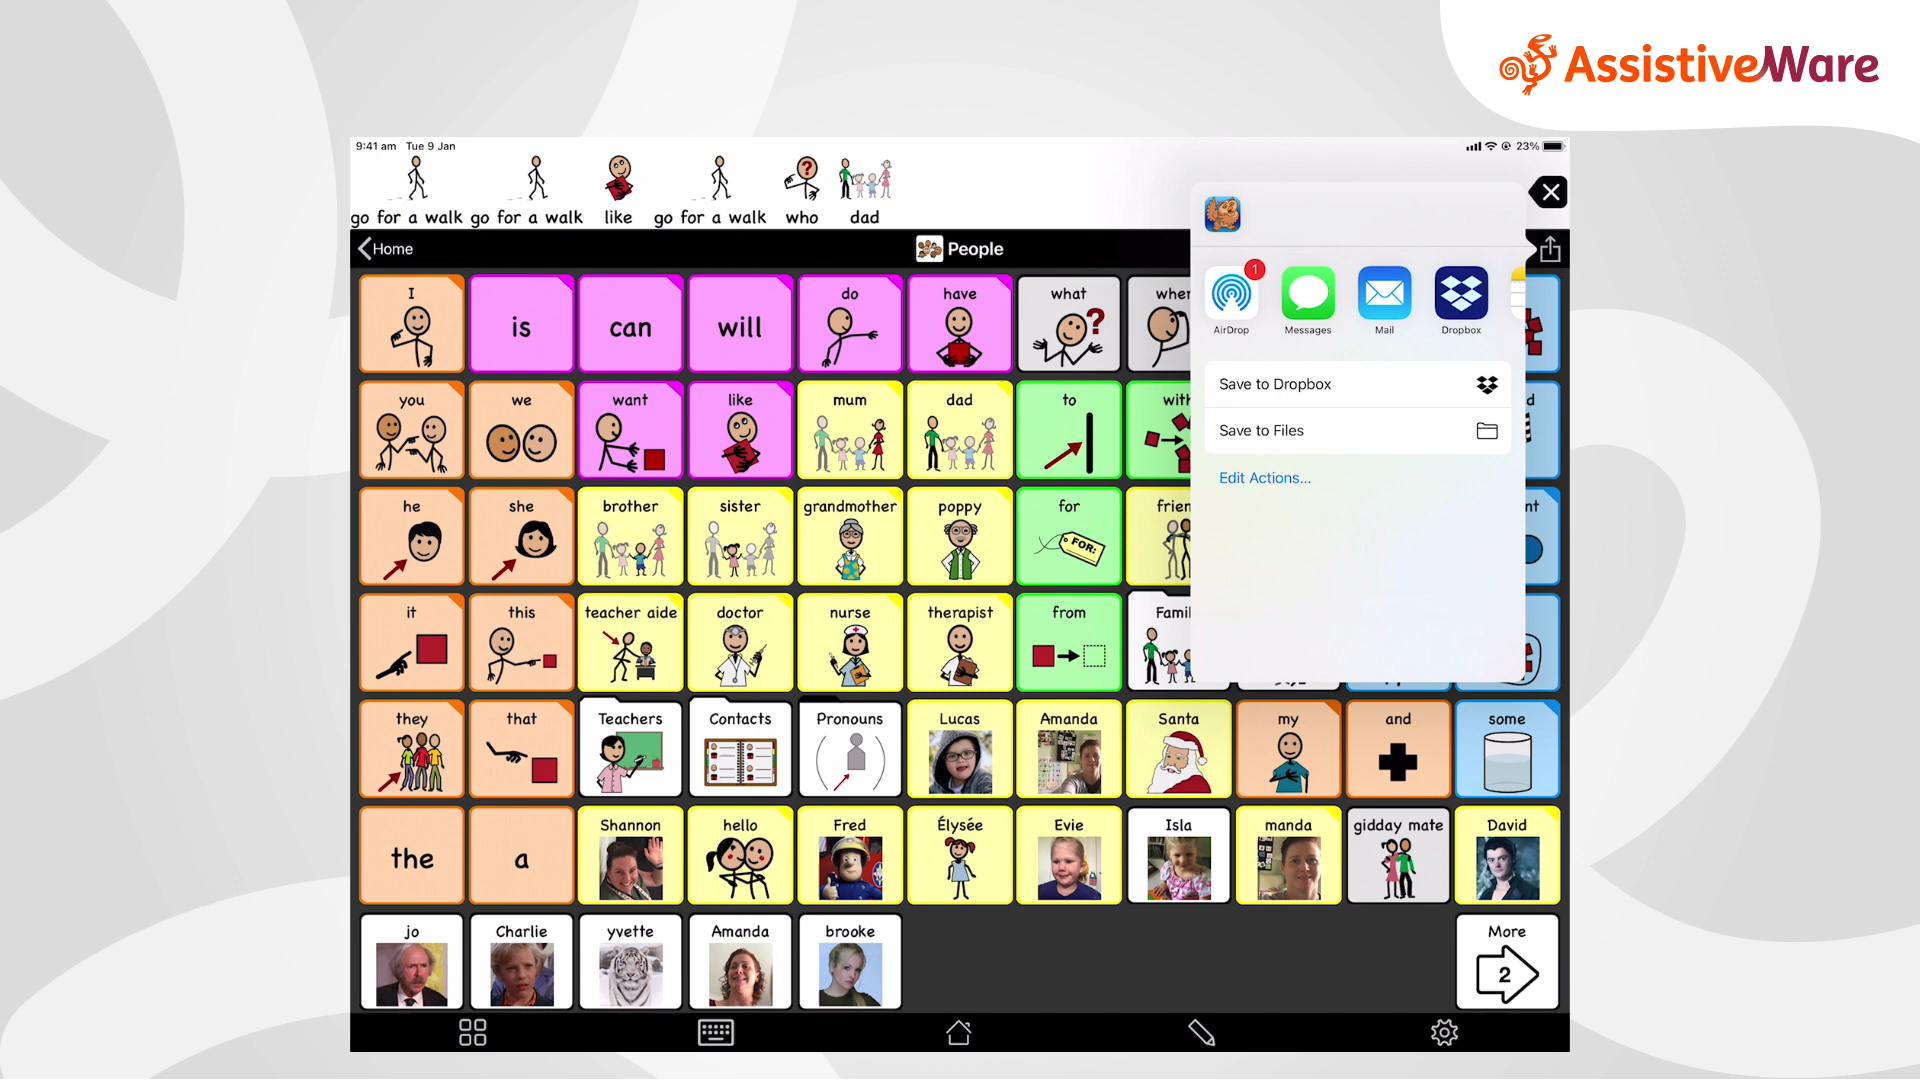 AssistiveWare
9:41 am Tue 9 Jan
23%
go for a walk go for a walk like go for a walk who dad
Home
People
I is can will do have what
you we want like mum dad to
he she brother sister grandmother poppy for
FOR:
it this teacher aide doctor nurse therapist from
they that Teachers Contacts Pronouns Lucas Amanda Santa my and some
the a Shannon hello Fred Élysée Evie Isla manda gidday mate David
jo Charlie yvette Amanda brooke More
2
1
AirDrop Messages Mail Dropbox
Save to Dropbox
Save to Files
Edit Actions...